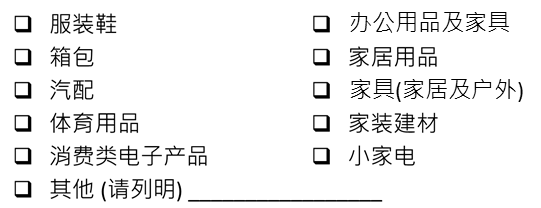 ❑ 服装鞋 ❑ 办公用品及家具
❑ 箱包 ❑ 家居用品
❑ 汽配 ❑ 家具(家居及户外)
❑ 体育用品 ❑ 家装建材
❑ 消费类电子产品 ❑ 小家电
❑ 其他 (请列明) _________________